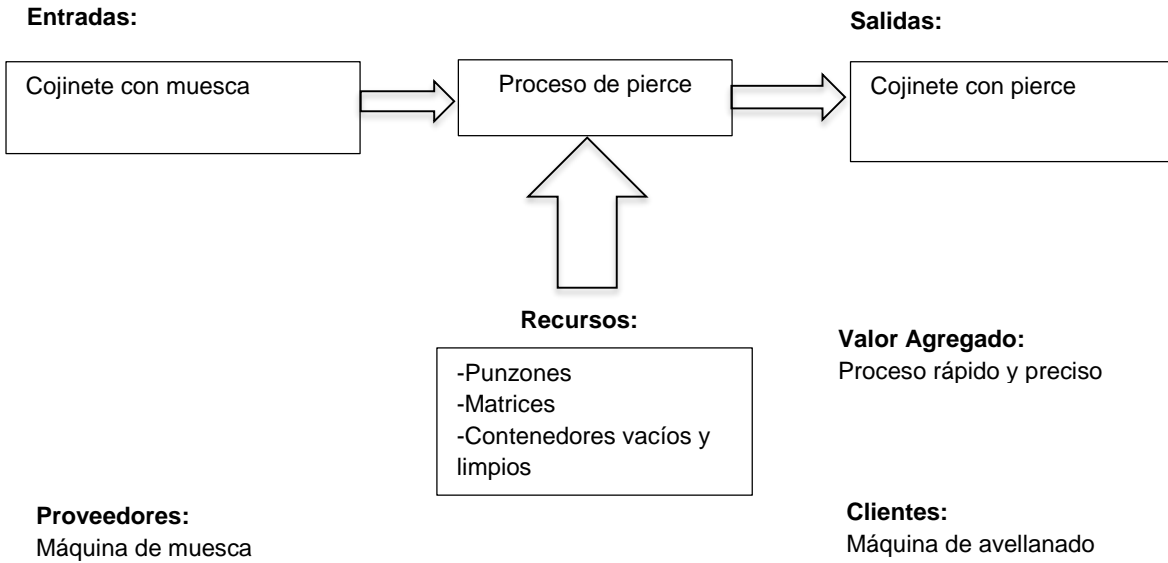 Entradas:
Salidas:
Cojinete con muesca
Proceso de pierce
Cojinete con pierce
Recursos:
-Punzones
-Matrices
-Contenedores vacíos y
limpios
Valor Agregado:
Proceso rápido y preciso
Proveedores:
Máquina de muesca
Clientes:
Máquina de avellanado